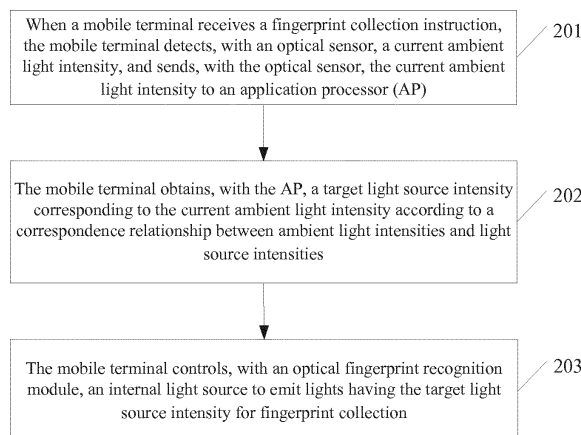 When a mobile terminal receives a fingerprint collection instruction,
the mobile terminal detects, with an optical sensor, a current ambient
light intensity, and sends, with the optical sensor, the current ambient
light intensity to an application processor (AP)
201
The mobile terminal obtains, with the AP, a target light source intensity
corresponding to the current ambient light intensity according to a
correspondence relationship between ambient light intensities and light
source intensities
202
The mobile terminal controls, with an optical fingerprint recognition
module, an internal light source to emit lights having the target light
source intensity for fingerprint collection
203